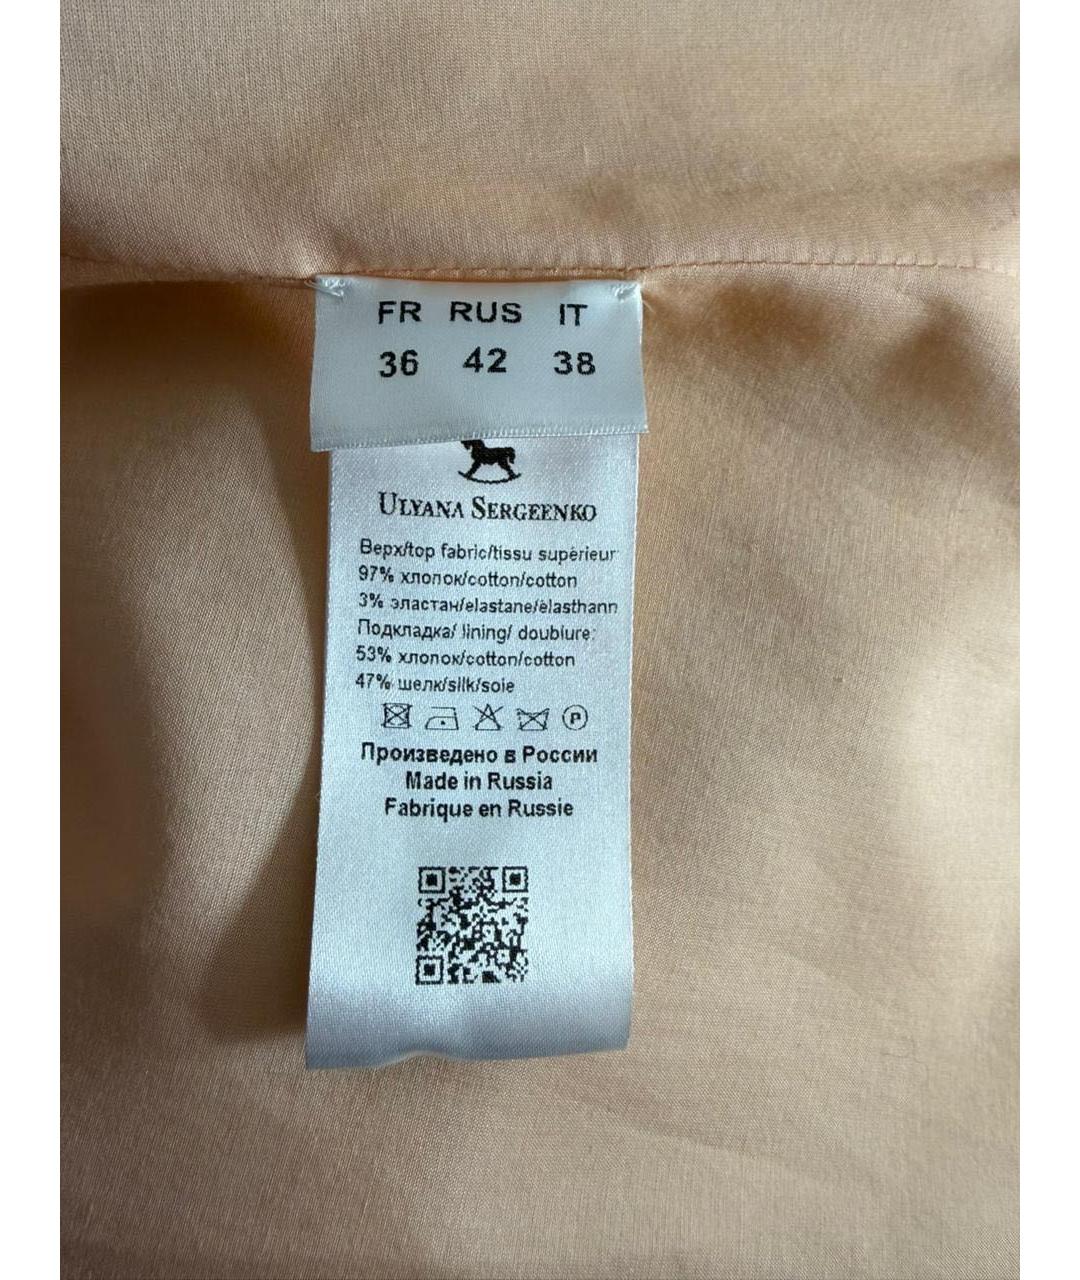 FR RUS IT
36 42 38
ULYANA SERGEENKO
Верх/top fabric/tissu supèrieur
97% хлопок/cotton/cotton
3% эластан/elastane/èlasthann
Подкладка/ lining/ doublure:
53% хлопок/cotton/cotton
47% шелк/silk/soie
P
Произведено в России
Made in Russia
Fabrique en Russie